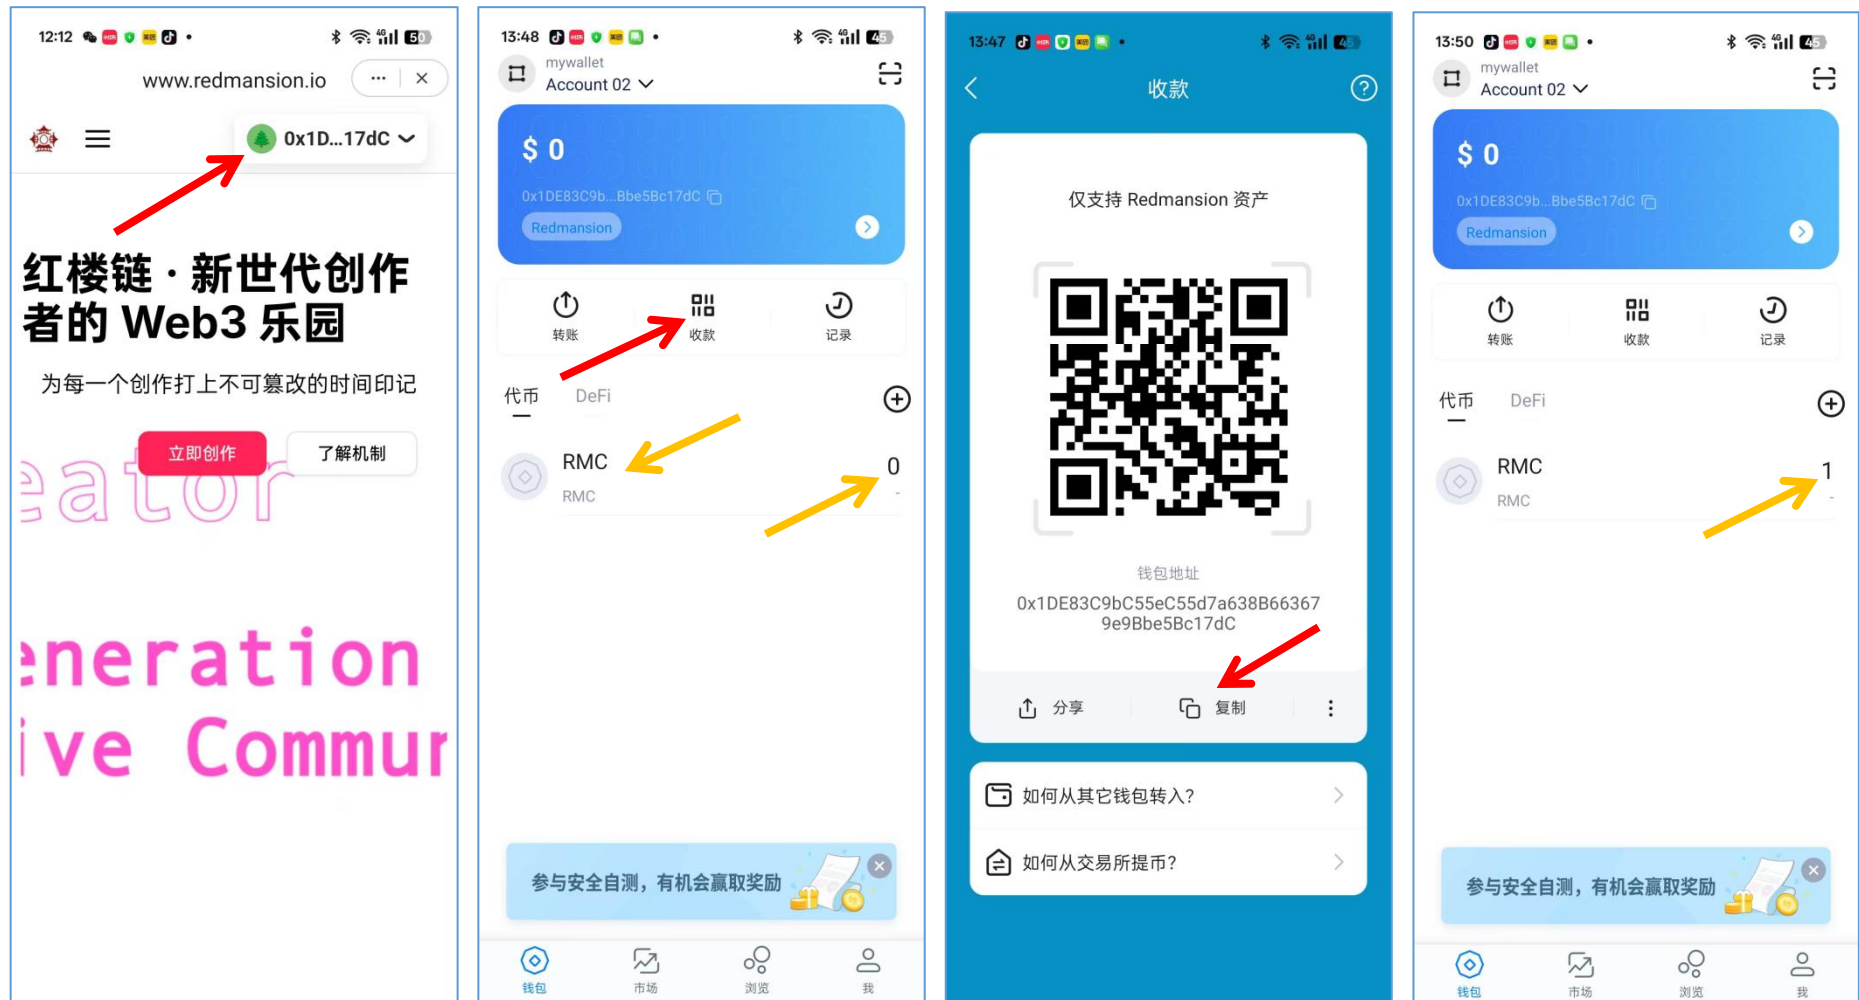 12:12
50
www.redmansion.io
0x1D...17dC
红楼链 · 新世代创作
者的 Web3 乐园
为每一个创作打上不可篡改的时间印记
立即创作
了解机制
eator
eneration
ive Commur
13:48
4G
45
mywallet
Account 02
$ 0
0x1DE83C9b...Bbe5Bc17dC
Redmansion
转账
收款
记录
代币
DeFi
RMC
0
RMC
-
参与安全自测，有机会赢取奖励
钱包
市场
浏览
我
13:47
4G
45
收款
仅支持 Redmansion 资产
钱包地址
0x1DE83C9bC55eC55d7a638B66367
9e9Bbe5Bc17dC
分享
复制
如何从其它钱包转入？
如何从交易所提币？
13:50
4G
45
mywallet
Account 02
$ 0
0x1DE83C9b...Bbe5Bc17dC
Redmansion
转账
收款
记录
代币
DeFi
RMC
1
RMC
-
参与安全自测，有机会赢取奖励
钱包
市场
浏览
我